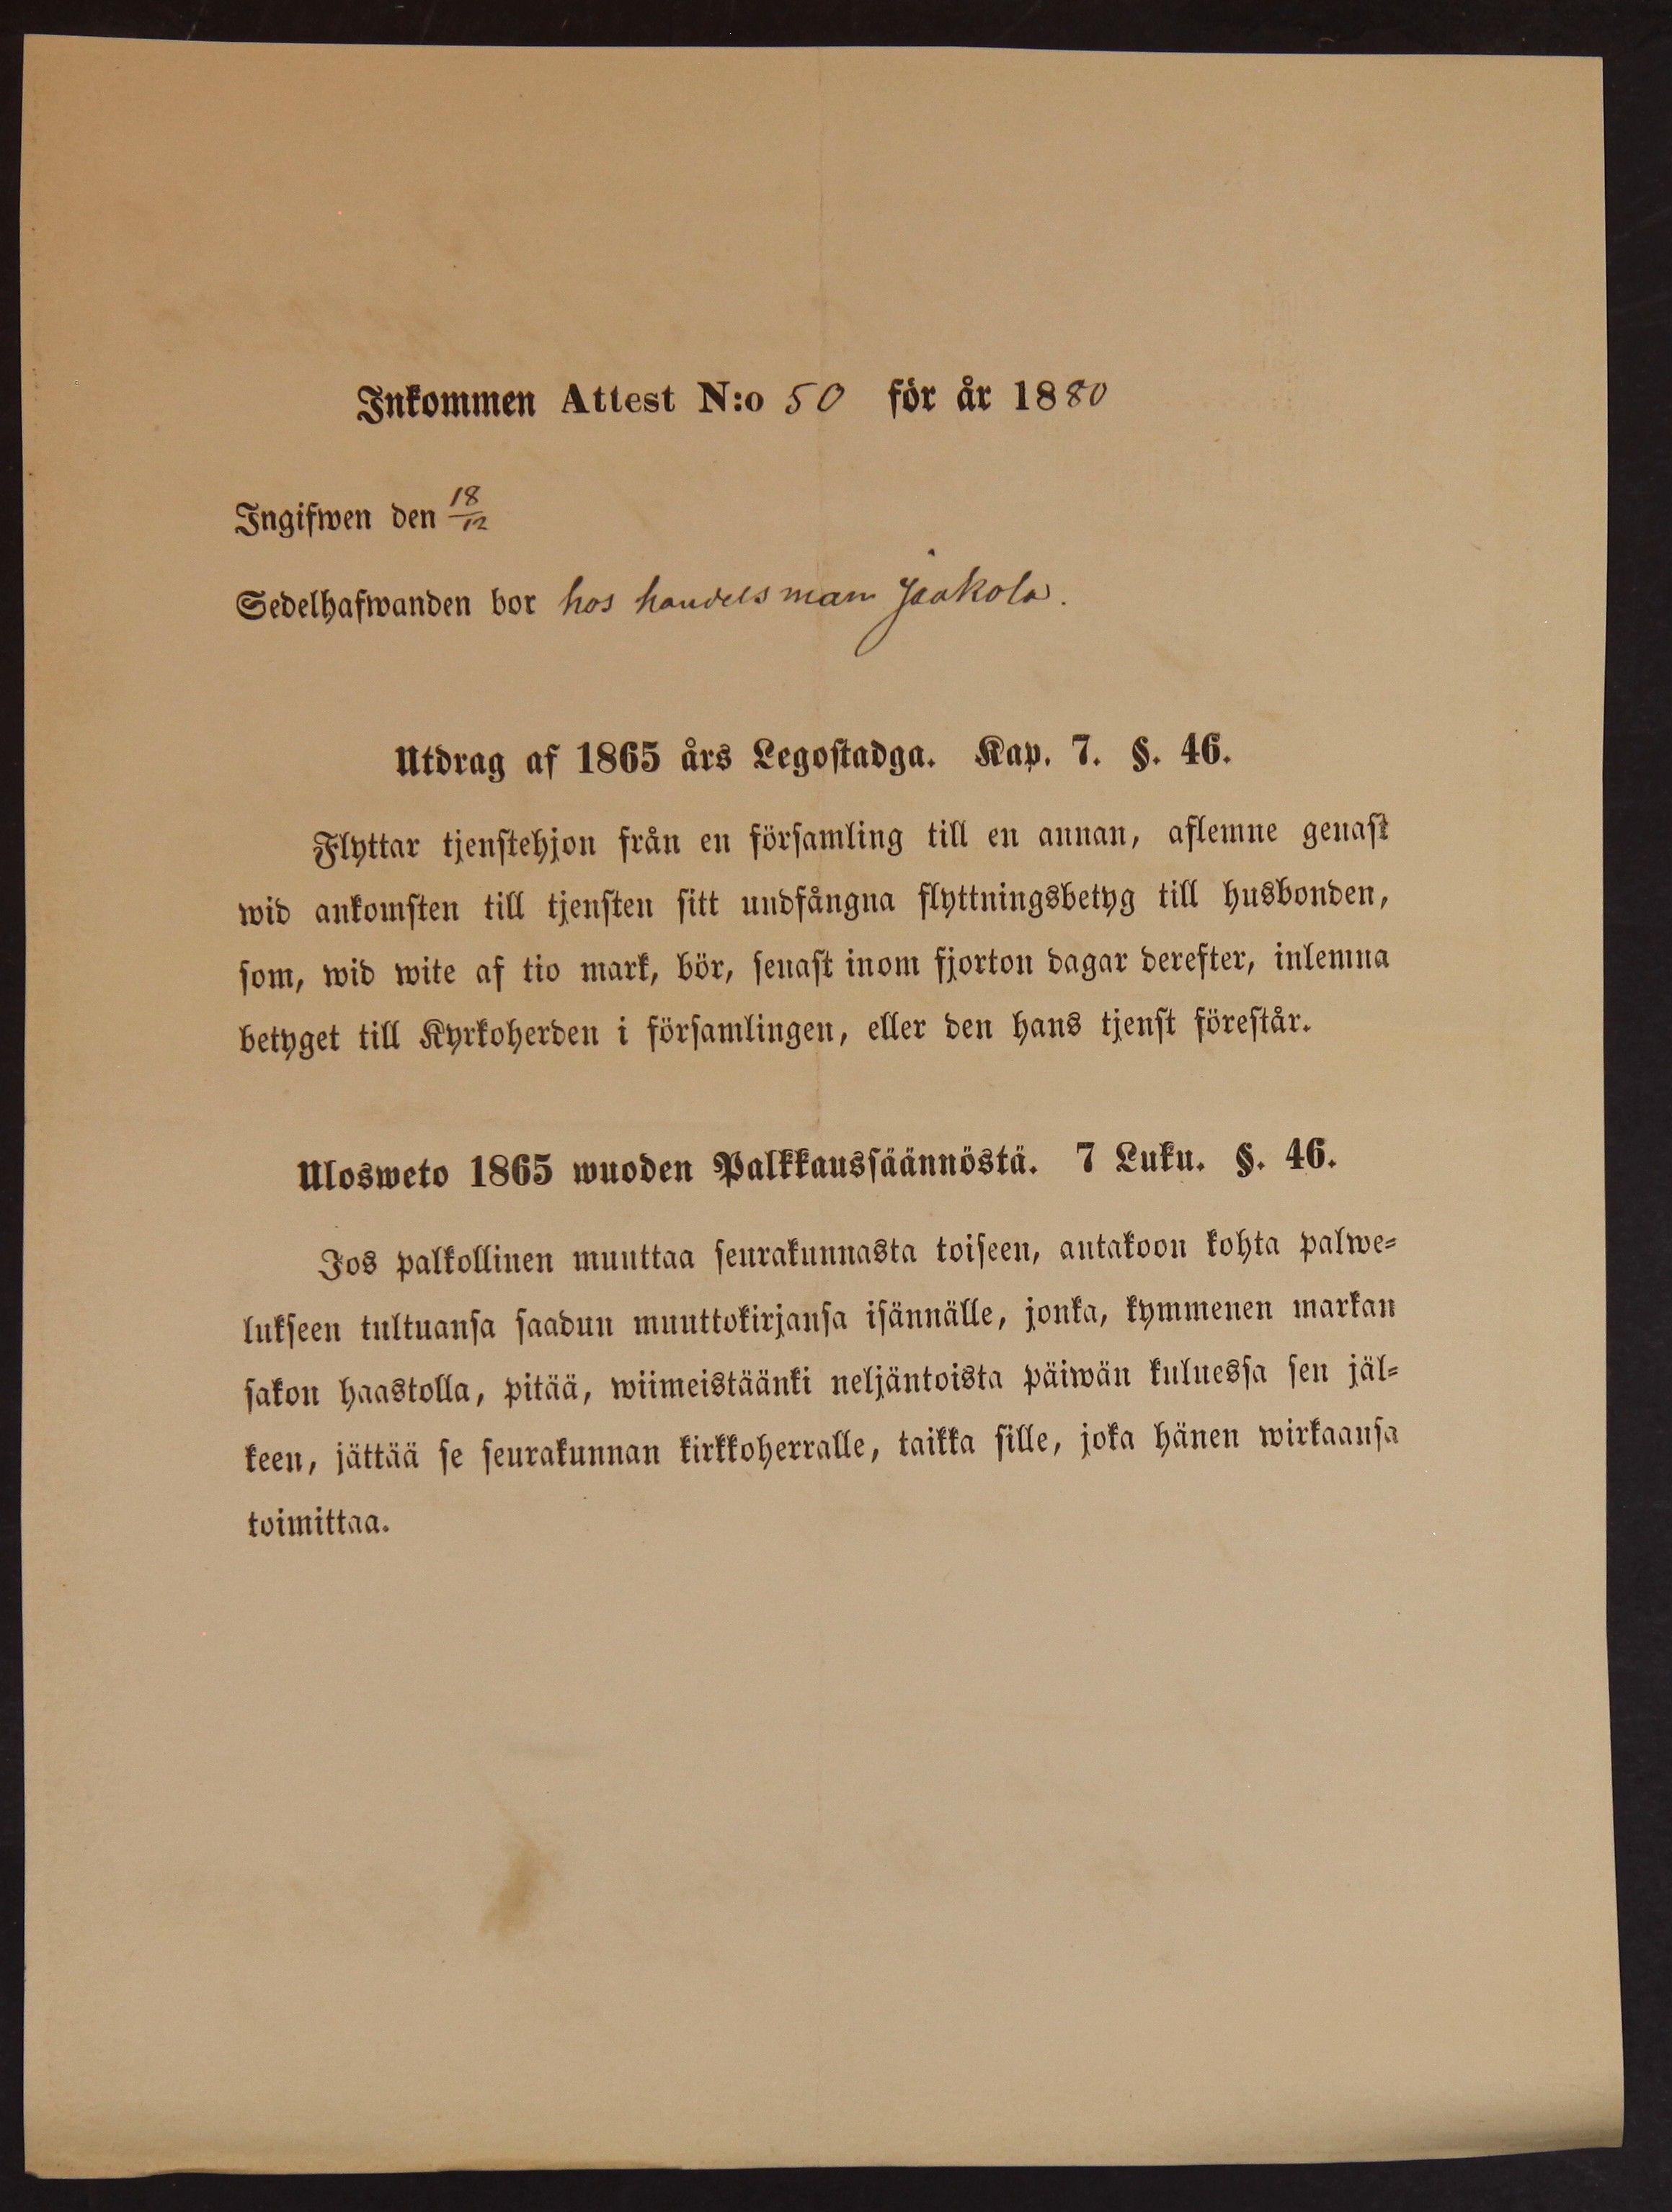 Inkommen Attest N:o 50 för år 1880
Ingifwen den 18/12
Sedelhafwanden bor hos handelsman Jaakola.
Utdrag af 1865 års Legostadga. Kap. 7. §. 46.
Flyttar tjenstehjon från en församling till en annan, aflemne genast
wid ankomsten till tjensten sitt undfångna flyttningsbetyg till husbonden,
som, wid wite af tio mark, bör, senast inom fjorton dagar derefter, inlemna
betyget till Kyrkoherden i församlingen, eller den hans tjenst förestår.
Ulosweto 1865 wuoden Palkkaussäännöstä. 7 Luku. §. 46.
Jos palkollinen muuttaa seurakunnasta toiseen, antakoon kohta palwe-
lukseen tultuansa saadun muuttokirjansa isännälle, jonka, kymmenen markan
sakon haastolla, pitää, wiimeistäänki neljäntoista päiwän kuluessa sen jäl-
keen, jättää se seurakunnan kirkkoherralle, taikka sille, joka hänen wirkaansa
toimittaa.